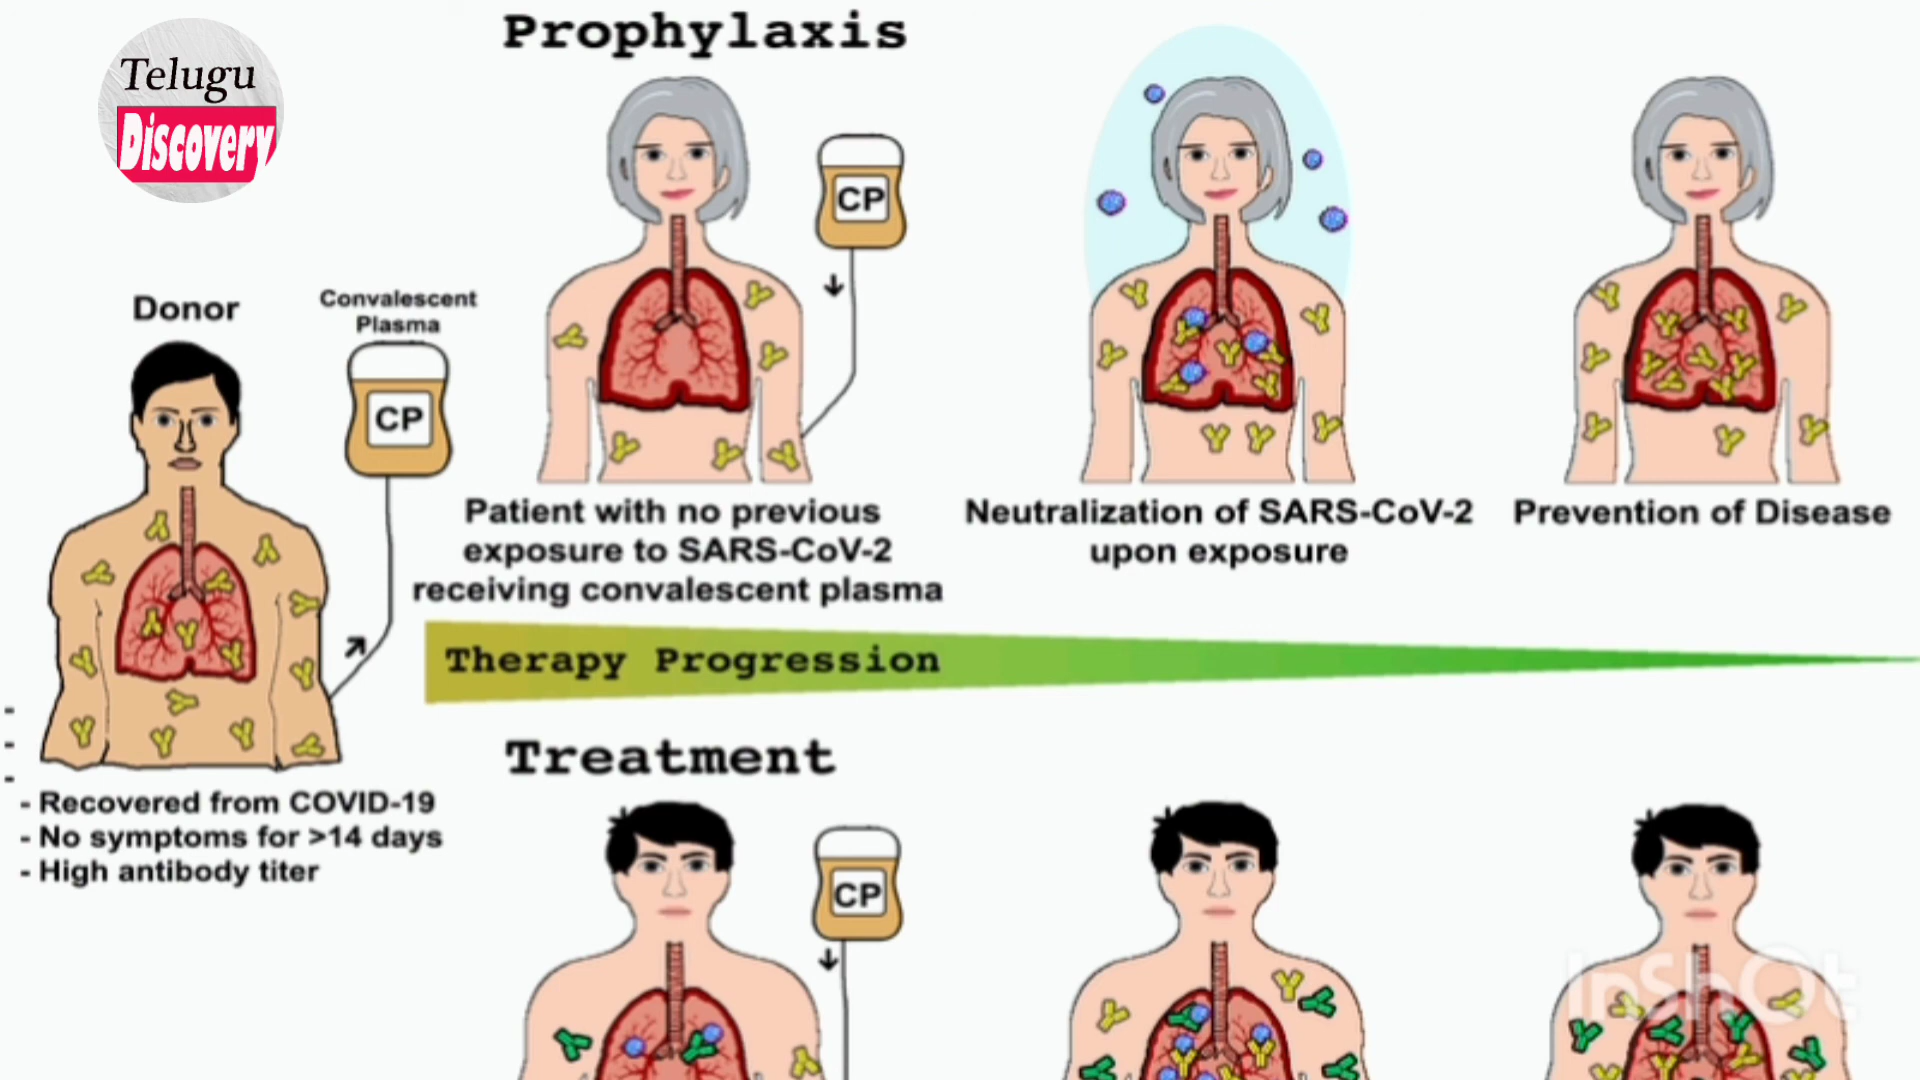 Telugu
Discovery
Prophylaxis
CP
Donor
Convalescent
Plasma
CP
Patient with no previous
exposure to SARS-CoV-2
receiving convalescent plasma
Neutralization of SARS-CoV-2
upon exposure
Prevention of Disease
Therapy Progression
- Recovered from COVID-19
- No symptoms for >14 days
- High antibody titer
Treatment
CP
InShOt